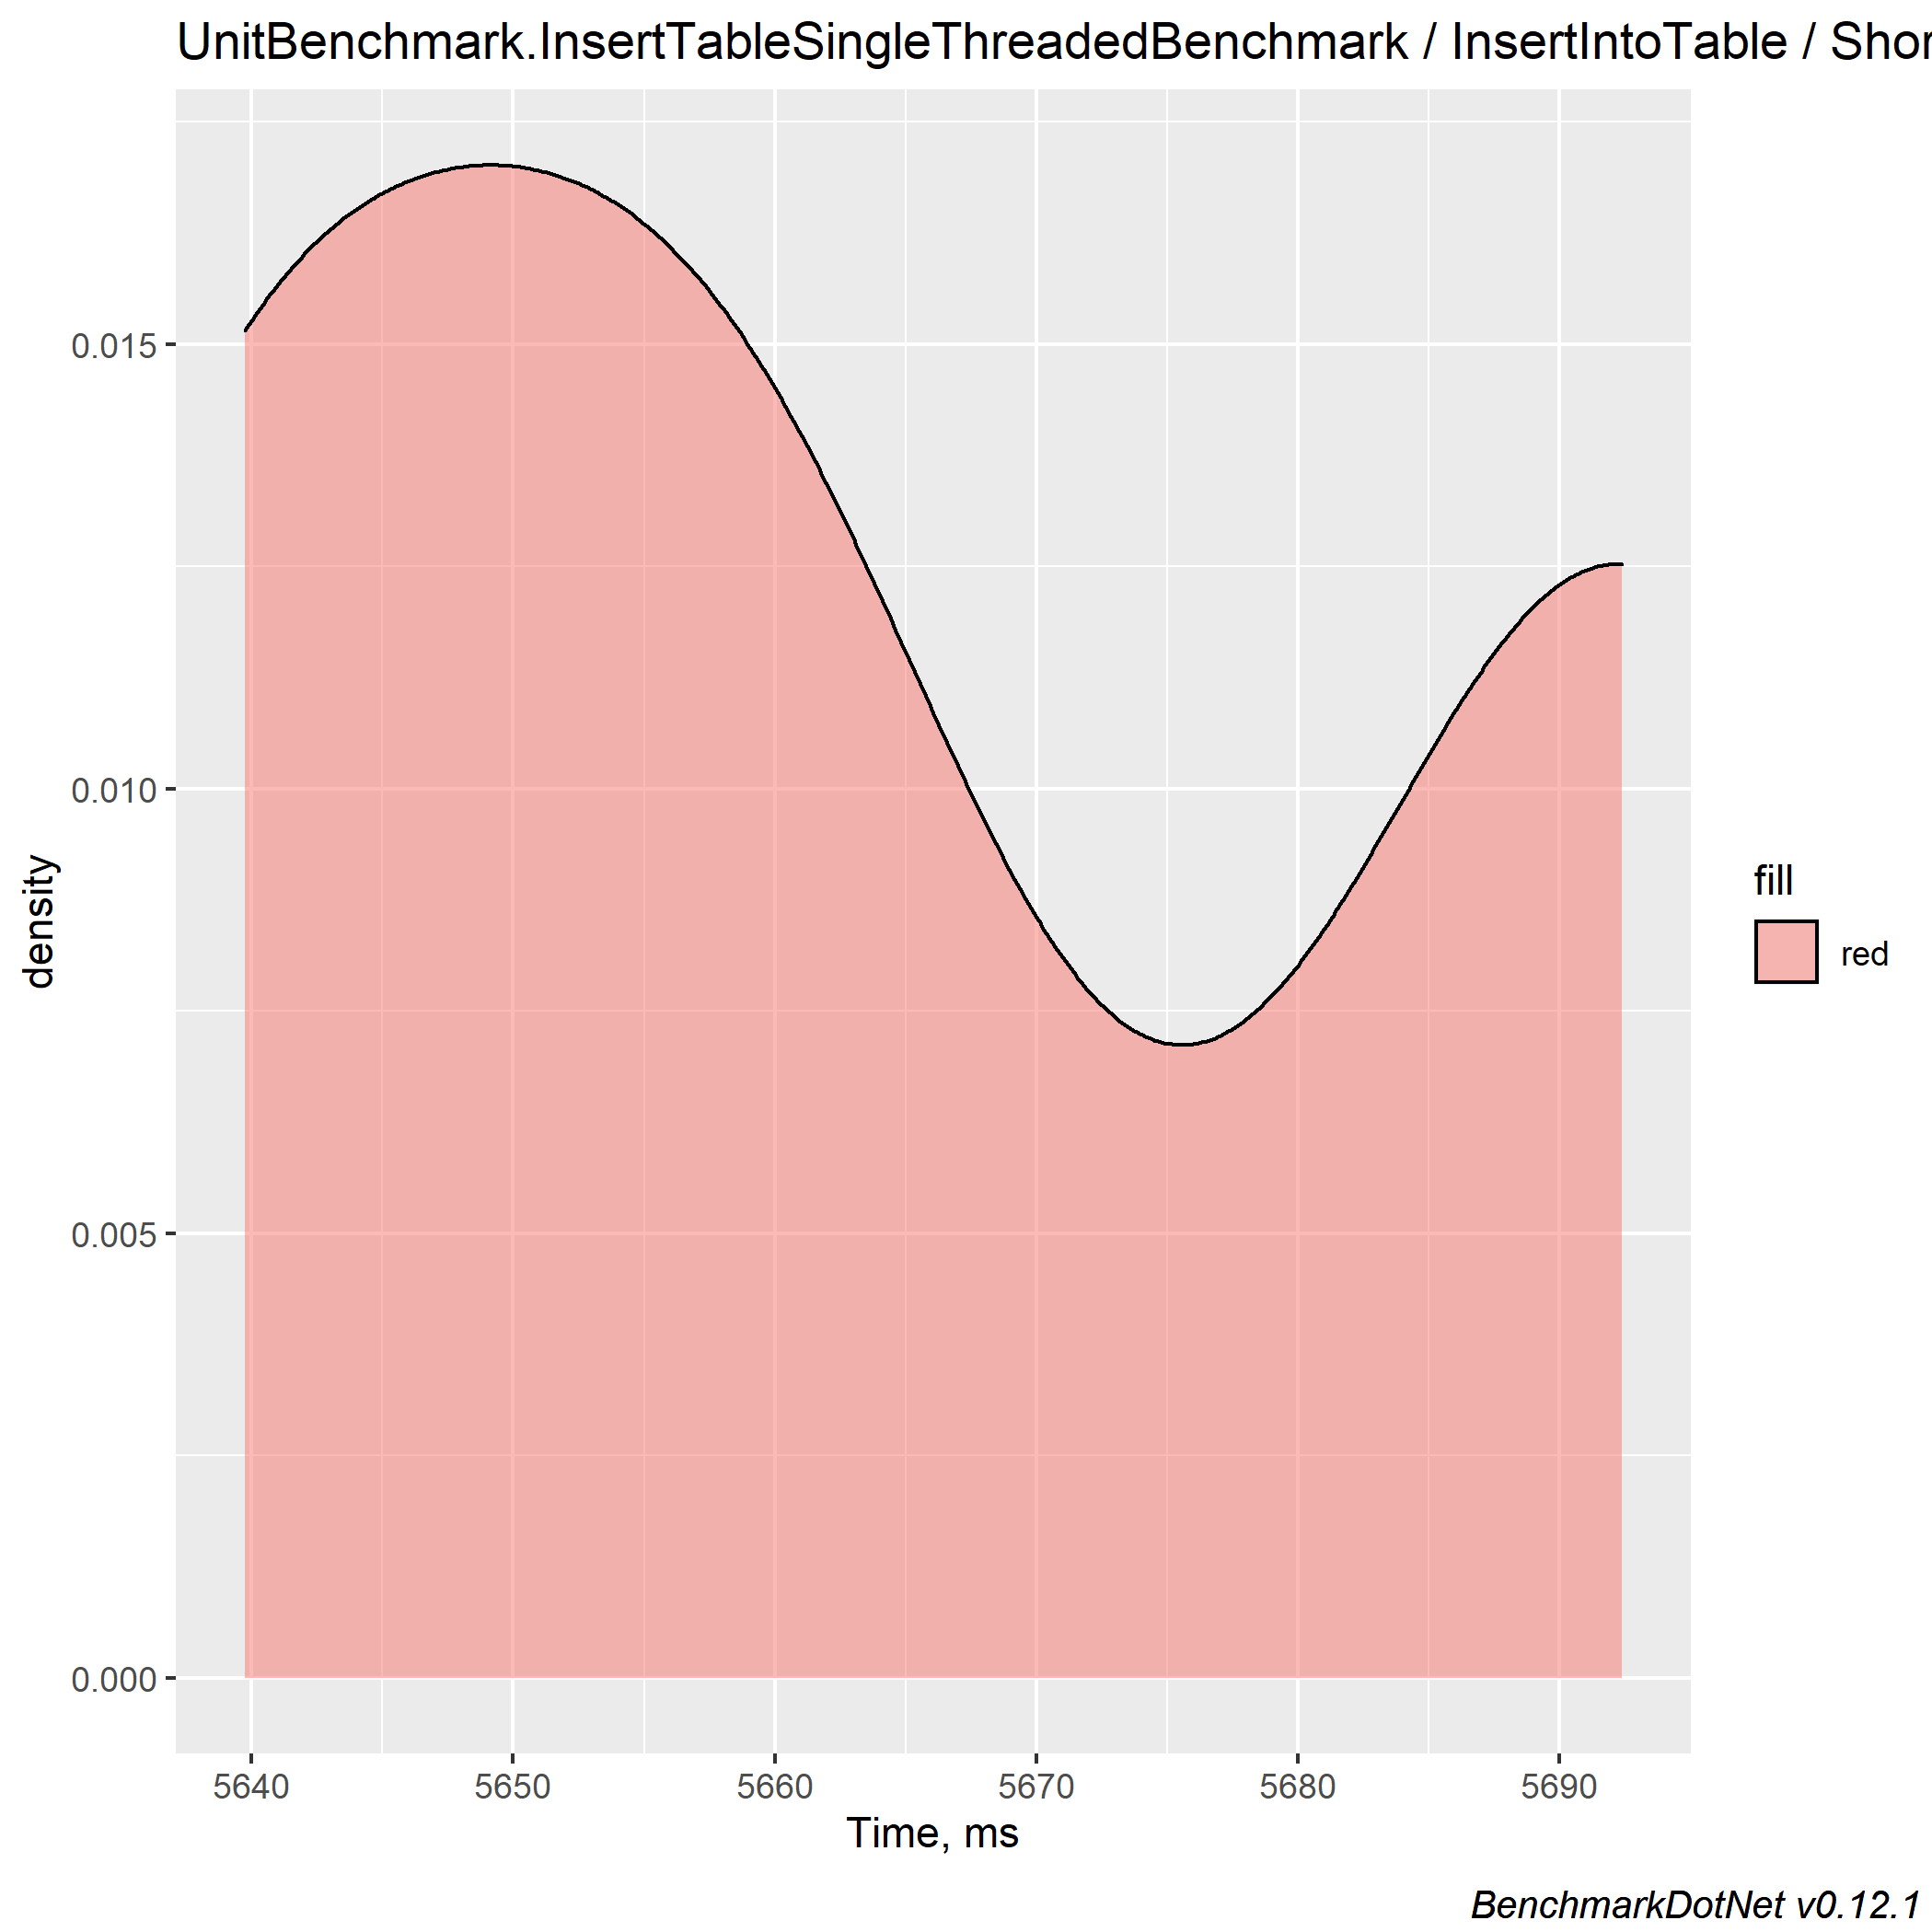 UnitBenchmark.InsertTableSingleThreadedBenchmark / InsertIntoTable /
0.015
0.010
0.005
0.000
density
5640 5650 5660 5670 5680 5690
Time, ms
fill
red
BenchmarkDotNet v0.12.1